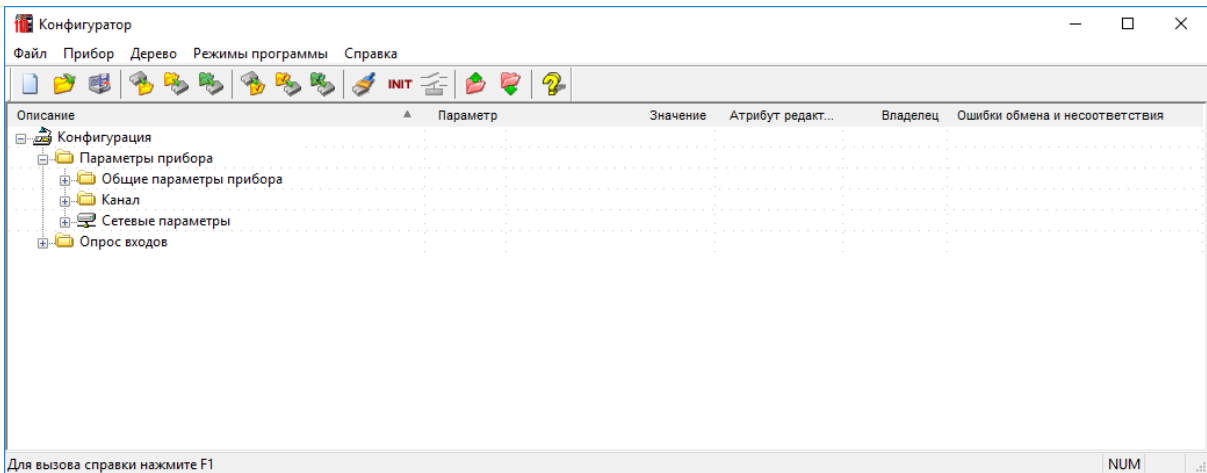 Конфигуратор
Файл Прибор Дерево Режимы программы Справка
INIT
Описание Параметр Значение Атрибут редакт... Владелец Ошибки обмена и несоответствия
Конфигурация
Параметры прибора
Общие параметры прибора
Канал
Сетевые параметры
Опрос входов
Для вызова справки нажмите F1 NUM